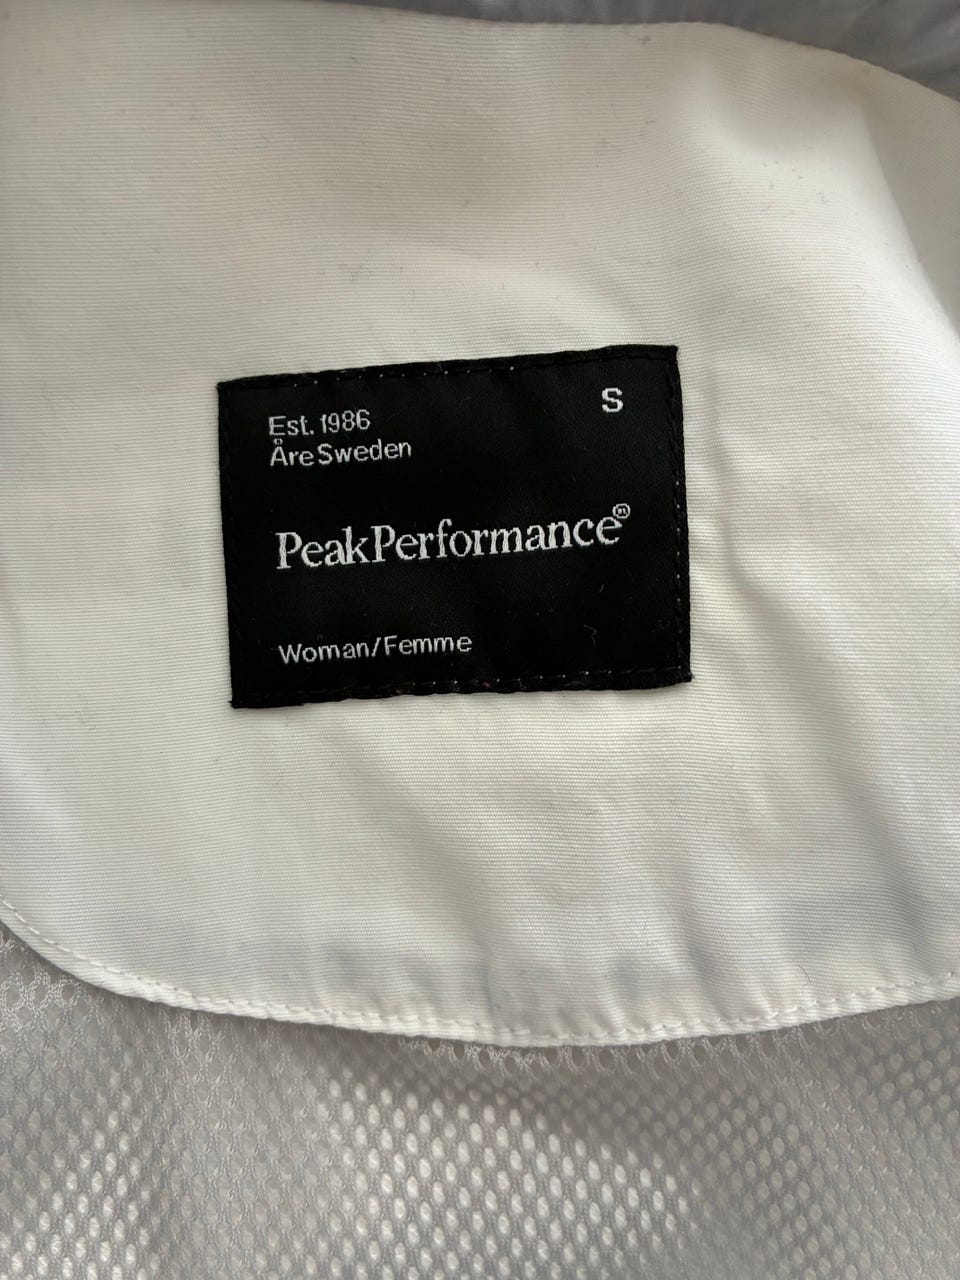 S
Est. 1986
Åre Sweden
PeakPerformance®
Woman/Femme